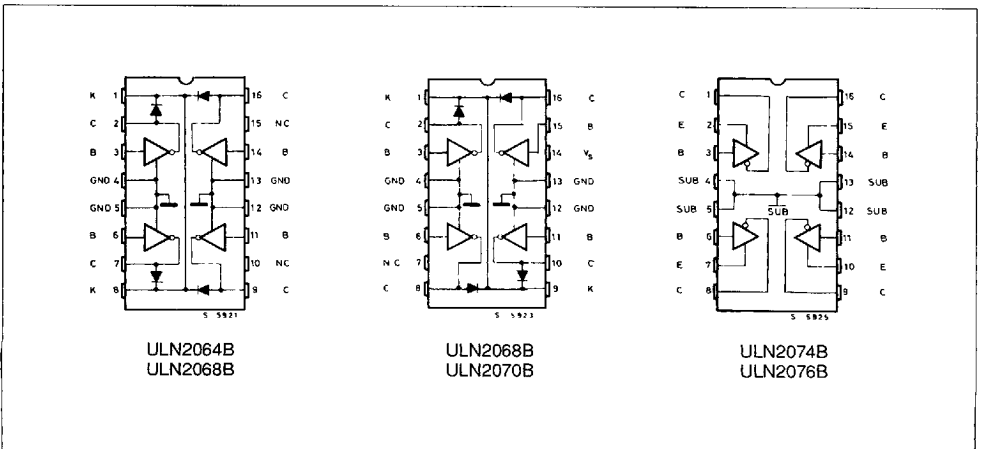 K 1 16 C
C 2 15 NC
B 3 14 B
GND 4 13 GND
GND 5 12 GND
B 6 11 B
C 7 10 NC
K 8 9 C
S 5921
ULN2064B
ULN2068B
K 1 16 C
C 2 15 B
B 3 14 Vs
GND 4 13 GND
GND 5 12 GND
B 6 11 B
NC 7 10 C
C 8 9 K
S 5923
ULN2068B
ULN2070B
C 1 16 C
E 2 15 E
B 3 14 B
SUB 4 13 SUB
SUB
SUB 5 12 SUB
B 6 11 B
E 7 10 E
C 8 9 C
S 5925
ULN2074B
ULN2076B